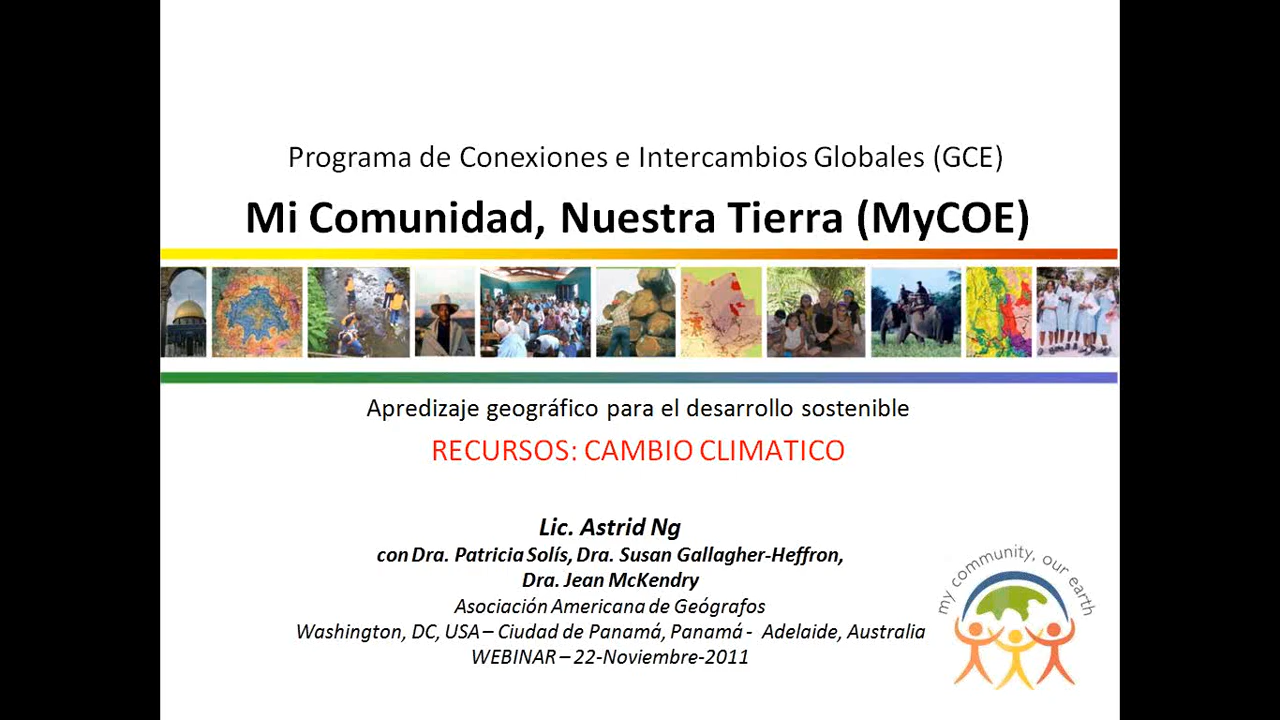 Programa de Conexiones e Intercambios Globales (GCE)
Mi Comunidad, Nuestra Tierra (MyCOE)
Apredizaje geográfico para el desarrollo sostenible
RECURSOS: CAMBIO CLIMATICO
Lic. Astrid Ng
con Dra. Patricia Solís, Dra. Susan Gallagher-Heffron,
Dra. Jean McKendry
Asociación Americana de Geógrafos
Washington, DC, USA – Ciudad de Panamá, Panamá - Adelaide, Australia
WEBINAR – 22-Noviembre-2011
my community, our earth